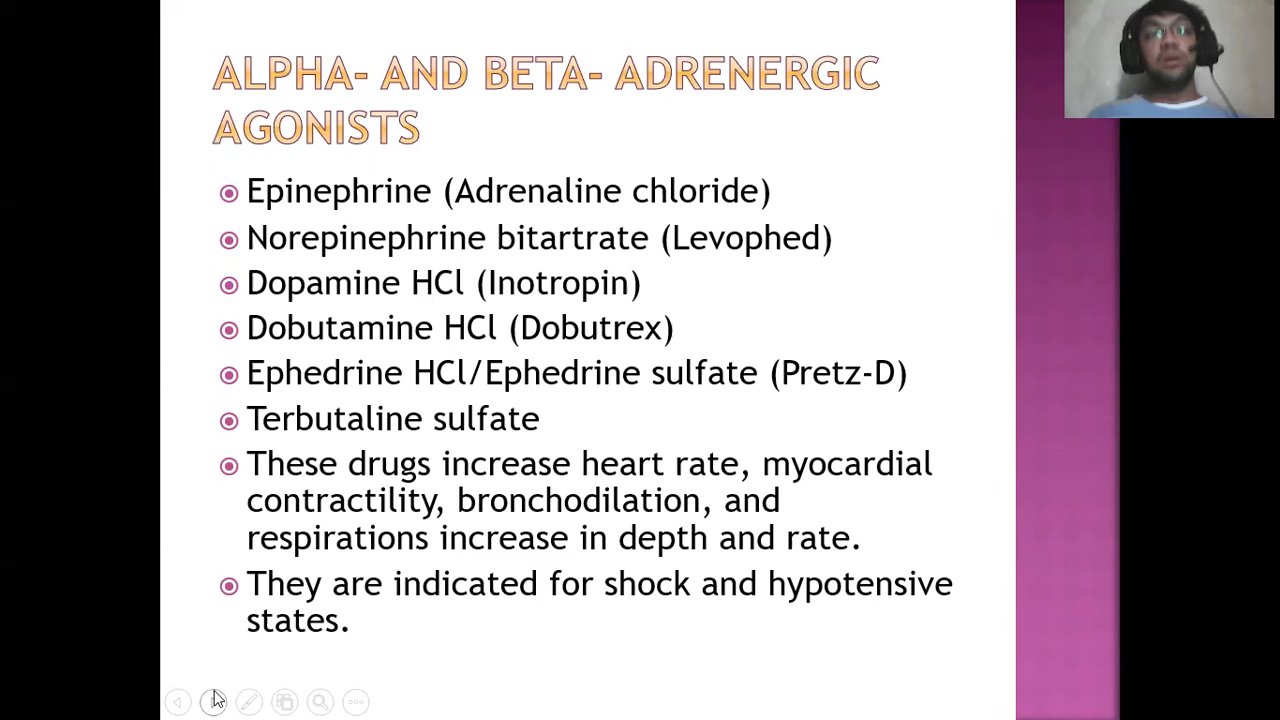 ALPHA- AND BETA- ADRENERGIC
AGONISTS
Epinephrine (Adrenaline chloride)
Norepinephrine bitartrate (Levophed)
Dopamine HCl (Inotropin)
Dobutamine HCl (Dobutrex)
Ephedrine HCl/Ephedrine sulfate (Pretz-D)
Terbutaline sulfate
These drugs increase heart rate, myocardial
contractility, bronchodilation, and
respirations increase in depth and rate.
They are indicated for shock and hypotensive
states.